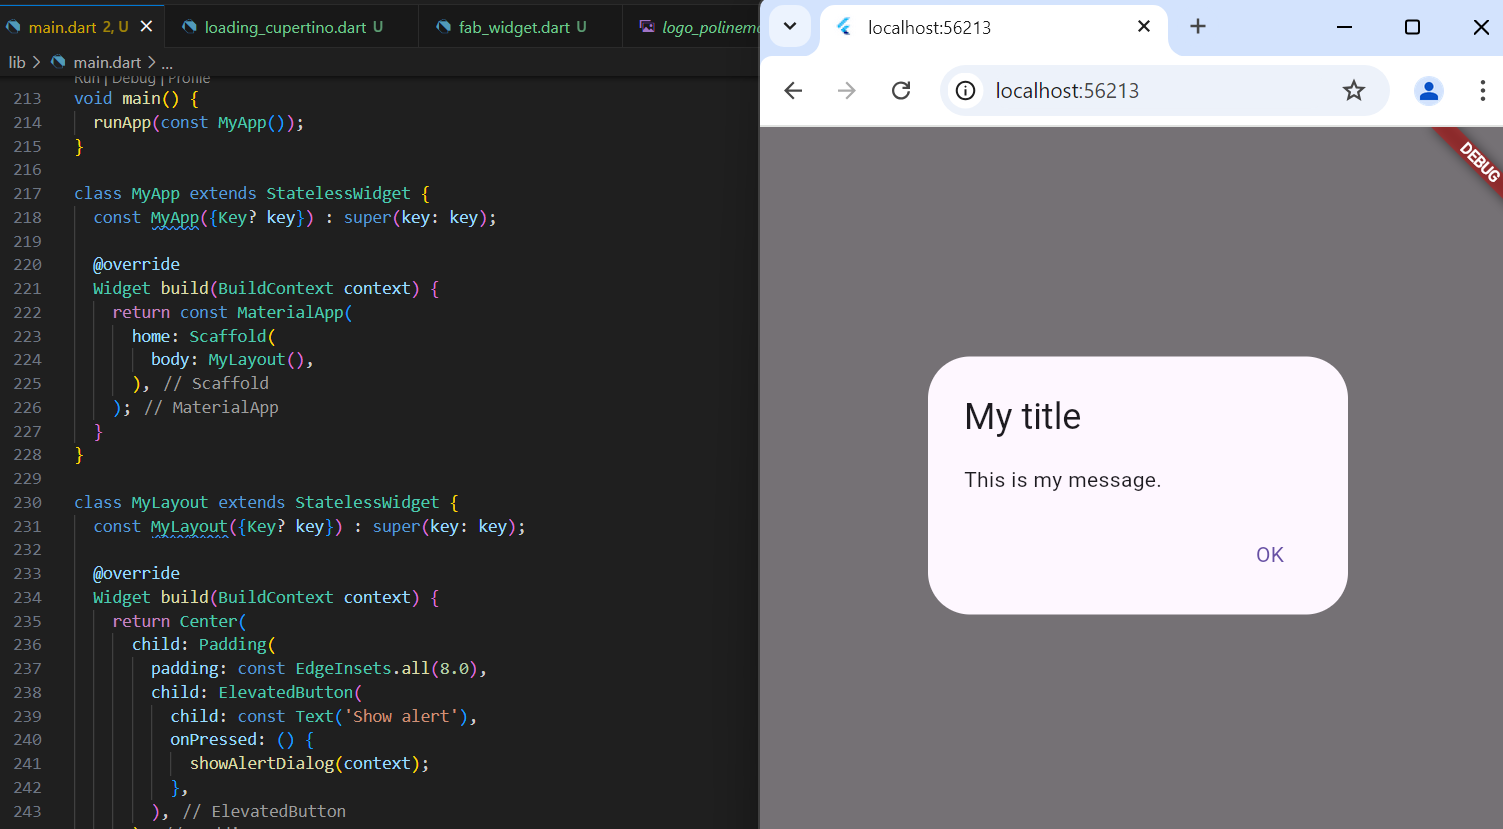 main.dart 2, U
loading_cupertino.dart U
fab_widget.dart U
logo_polinem
lib > main.dart > ...
Run | Debug | Profile
213 void main() {
214 runApp(const MyApp());
215 }
216
217 class MyApp extends StatelessWidget {
218 const MyApp({Key? key}) : super(key: key);
219
220 @override
221 Widget build(BuildContext context) {
222 return const MaterialApp(
223 home: Scaffold(
224 body: MyLayout(),
225 ), // Scaffold
226 ); // MaterialApp
227 }
228 }
229
230 class MyLayout extends StatelessWidget {
231 const MyLayout({Key? key}) : super(key: key);
232
233 @override
234 Widget build(BuildContext context) {
235 return Center(
236 child: Padding(
237 padding: const EdgeInsets.all(8.0),
238 child: ElevatedButton(
239 child: const Text('Show alert'),
240 onPressed: () {
241 showAlertDialog(context);
242 },
243 ), // ElevatedButton
localhost:56213
localhost:56213
DEBUG
My title
This is my message.
OK